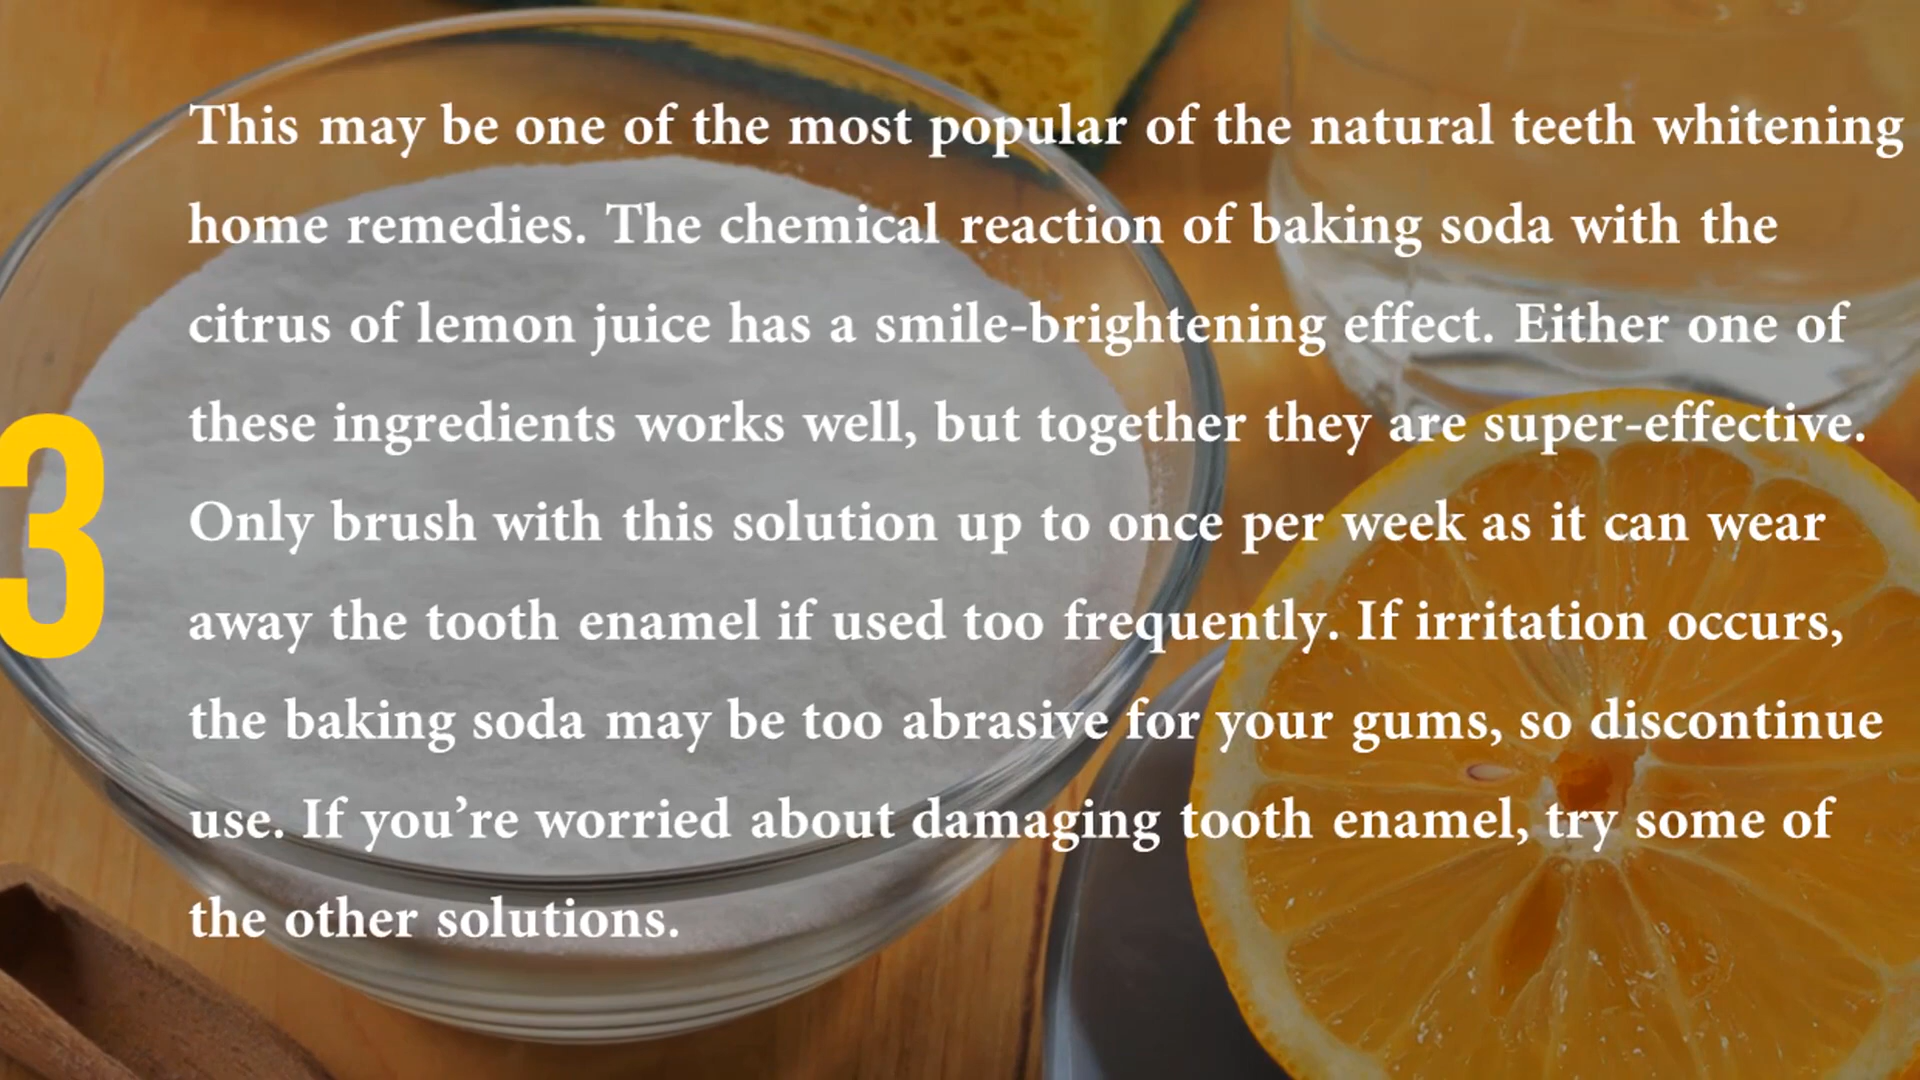 This may be one of the most popular of the natural teeth whitening
home remedies. The chemical reaction of baking soda with the
citrus of lemon juice has a smile-brightening effect. Either one of
these ingredients works well, but together they are super-effective.
3
Only brush with this solution up to once per week as it can wear
away the tooth enamel if used too frequently. If irritation occurs,
the baking soda may be too abrasive for your gums, so discontinue
use. If you’re worried about damaging tooth enamel, try some of
the other solutions.